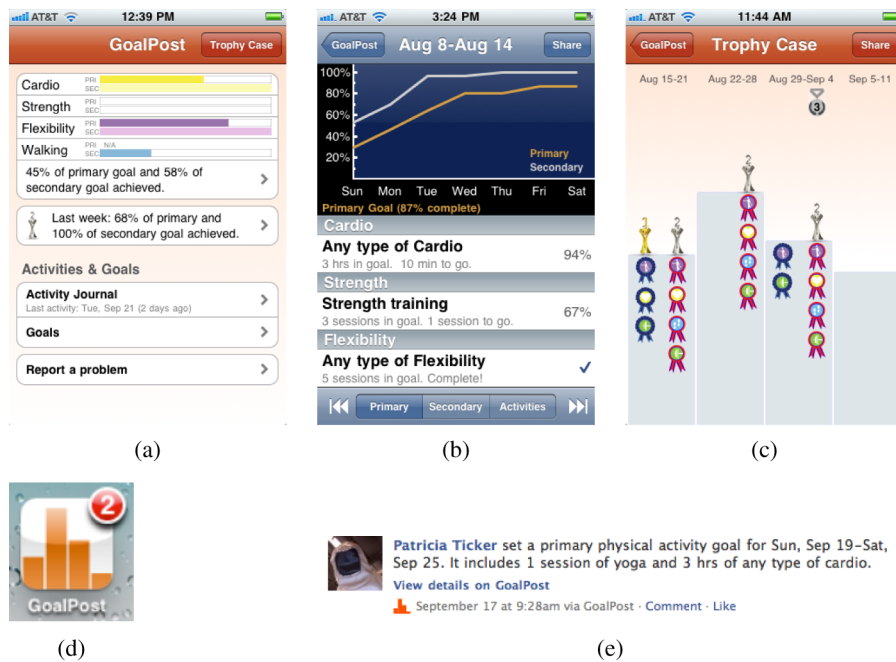 AT&T 12:39 PM
GoalPost Trophy Case
Cardio PRI SEC
Strength PRI SEC
Flexibility PRI SEC
Walking PRI N/A SEC
45% of primary goal and 58% of
secondary goal achieved.
2 Last week: 68% of primary and
100% of secondary goal achieved.
Activities & Goals
Activity Journal
Last activity: Tue, Sep 21 (2 days ago)
Goals
Report a problem
(a)
AT&T 3:24 PM
GoalPost Aug 8-Aug 14 Share
100%
80%
60%
40%
20%
Primary
Secondary
Sun Mon Tue Wed Thu Fri Sat
Primary Goal (87% complete)
Cardio
Any type of Cardio
3 hrs in goal. 10 min to go. 94%
Strength
Strength training
3 sessions in goal. 1 session to go. 67%
Flexibility
Any type of Flexibility
5 sessions in goal. Complete!
Primary Secondary Activities
(b)
AT&T 11:44 AM
GoalPost Trophy Case Share
Aug 15-21 Aug 22-28 Aug 29-Sep 4 Sep 5-11
3
2
1 2 2
(c)
2
GoalPost
(d)
Patricia Ticker set a primary physical activity goal for Sun, Sep 19-Sat,
Sep 25. It includes 1 session of yoga and 3 hrs of any type of cardio.
View details on GoalPost
September 17 at 9:28am via GoalPost · Comment · Like
(e)